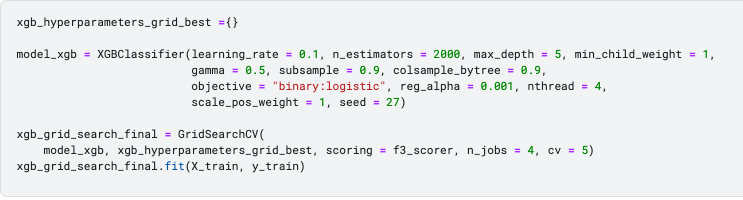 xgb_hyperparameters_grid_best ={}
model_xgb = XGBClassifier(learning_rate = 0.1, n_estimators = 2000, max_depth = 5, min_child_weight = 1,
gamma = 0.5, subsample = 0.9, colsample_bytree = 0.9,
objective = "binary:logistic", reg_alpha = 0.001, nthread = 4,
scale_pos_weight = 1, seed = 27)
xgb_grid_search_final = GridSearchCV(
model_xgb, xgb_hyperparameters_grid_best, scoring = f3_scorer, n_jobs = 4, cv = 5)
xgb_grid_search_final.fit(X_train, y_train)